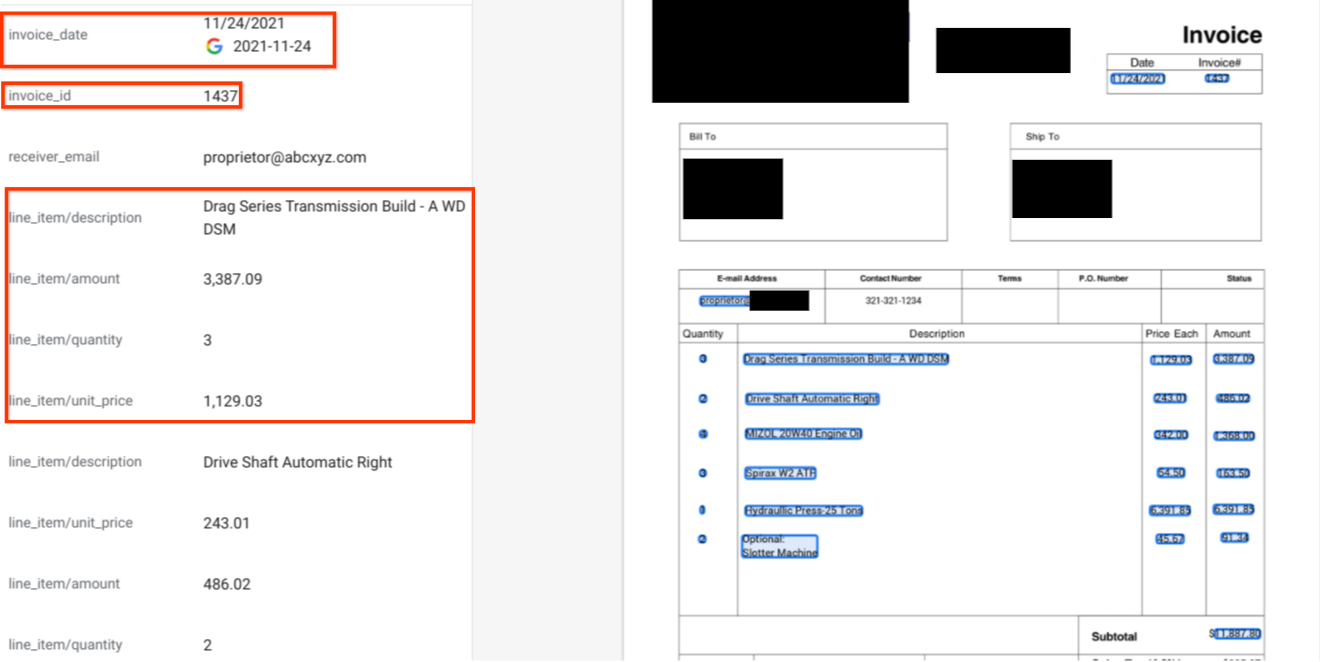 invoice_date
11/24/2021
2021-11-24
invoice_id
1437
receiver_email
proprietor@abcxyz.com
line_item/description
Drag Series Transmission Build - A WD
DSM
line_item/amount
3,387.09
line_item/quantity
3
line_item/unit_price
1,129.03
line_item/description
Drive Shaft Automatic Right
line_item/unit_price
243.01
line_item/amount
486.02
line_item/quantity
2
Invoice
Date Invoice#
11/24/2021 1437
Bill To
Ship To
E-mail Address Contact Number Terms P.O. Number Status
proprietor@ 321-321-1234
Quantity Description Price Each Amount
3 Drag Series Transmission Build - A WD DSM 1,129.03 3,387.09
2 Drive Shaft Automatic Right 243.01 486.02
MIZOL 20W40 Engine Oil 342.00 1,368.00
3 Spirax W2 ATF 54.50 163.50
1 Hydraullic Press-25 Tons 6,391.85 6,391.85
2 Optional: 45.67 91.34
Slotter Machine
Subtotal $11,887.80